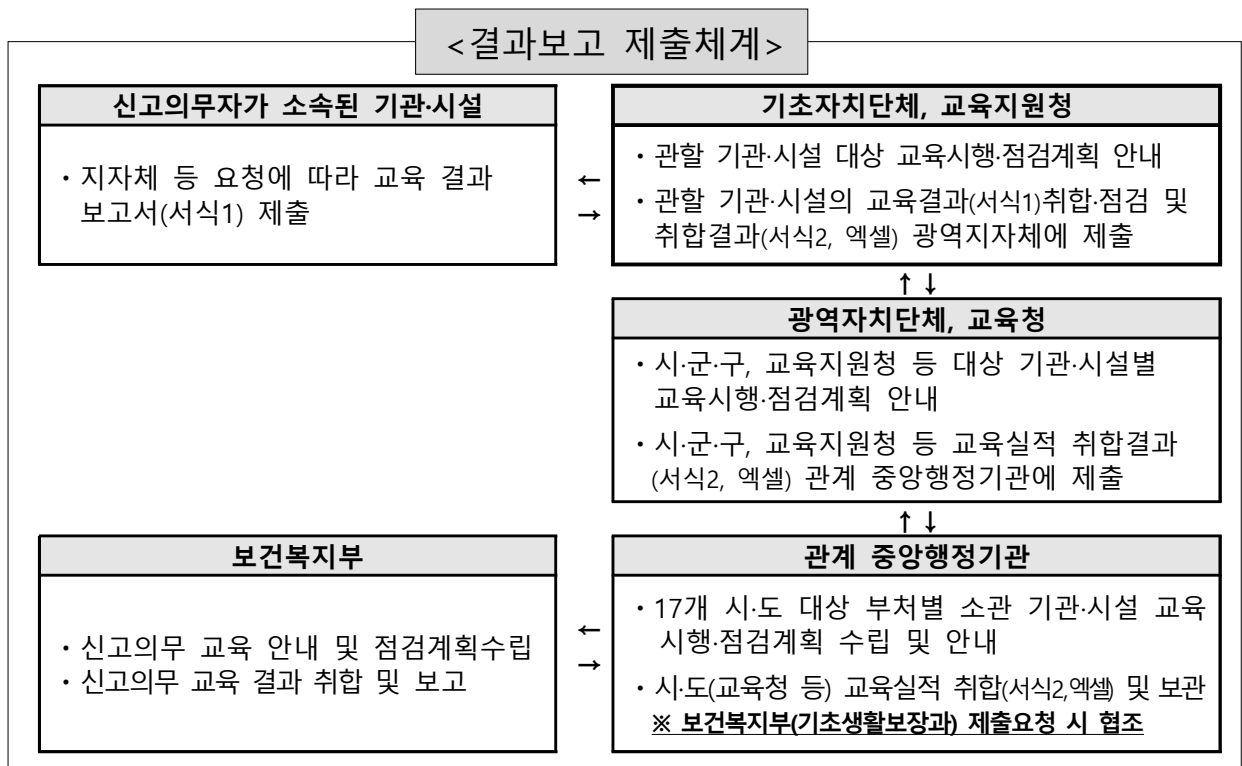 <결과보고 제출체계>
신고의무자가 소속된 기관·시설
・지자체 등 요청에 따라 교육 결과
보고서(서식1) 제출
←
→
기초자치단체, 교육지원청
・관할 기관·시설 대상 교육시행·점검계획 안내
・관할 기관·시설의 교육결과(서식1)취합·점검 및
취합결과(서식2, 엑셀) 광역지자체에 제출
↑↓
광역자치단체, 교육청
・시·군·구, 교육지원청 등 대상 기관·시설별
교육시행·점검계획 안내
・시·군·구, 교육지원청 등 교육실적 취합결과
(서식2, 엑셀) 관계 중앙행정기관에 제출
↑↓
보건복지부
・신고의무 교육 안내 및 점검계획수립
・신고의무 교육 결과 취합 및 보고
←
→
관계 중앙행정기관
・17개 시·도 대상 부처별 소관 기관·시설 교육
시행·점검계획 수립 및 안내
・시·도(교육청 등) 교육실적 취합(서식2,엑셀) 및 보관
※ 보건복지부(기초생활보장과) 제출요청 시 협조